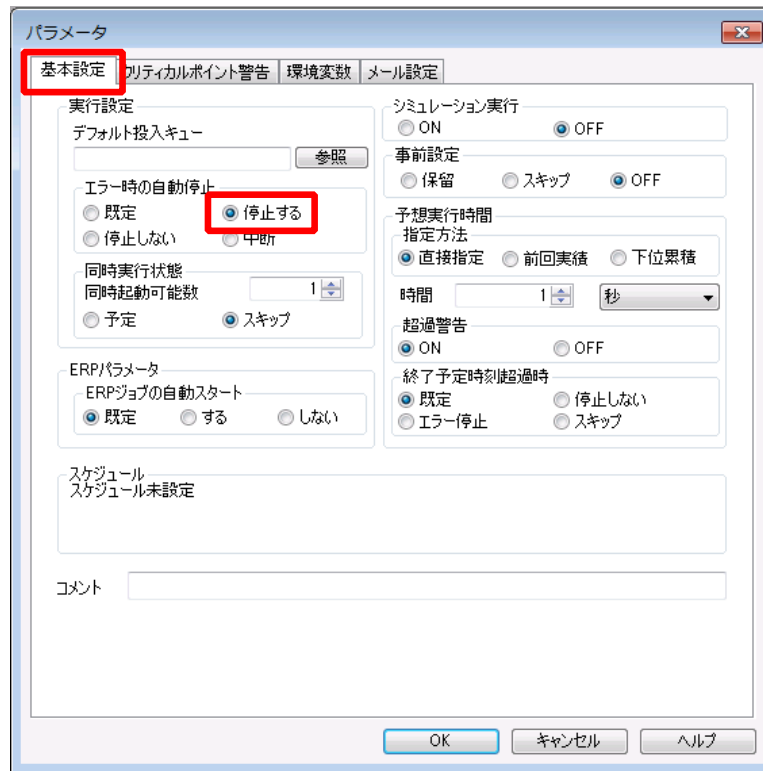 パラメータ
基本設定 クリティカルポイント警告 環境変数 メール設定
実行設定
デフォルト投入キュー
参照
エラー時の自動停止
既定 停止する
停止しない 中断
同時実行状態
同時起動可能数 1
予定 スキップ
ERPパラメータ
ERPジョブの自動スタート
既定 する しない
シミュレーション実行
ON OFF
事前設定
保留 スキップ OFF
予想実行時間
指定方法
直接指定 前回実積 下位累積
時間 1 秒
超過警告
ON OFF
終了予定時刻超過時
既定 停止しない
エラー停止 スキップ
スケジュール
スケジュール未設定
コメント
OK キャンセル ヘルプ